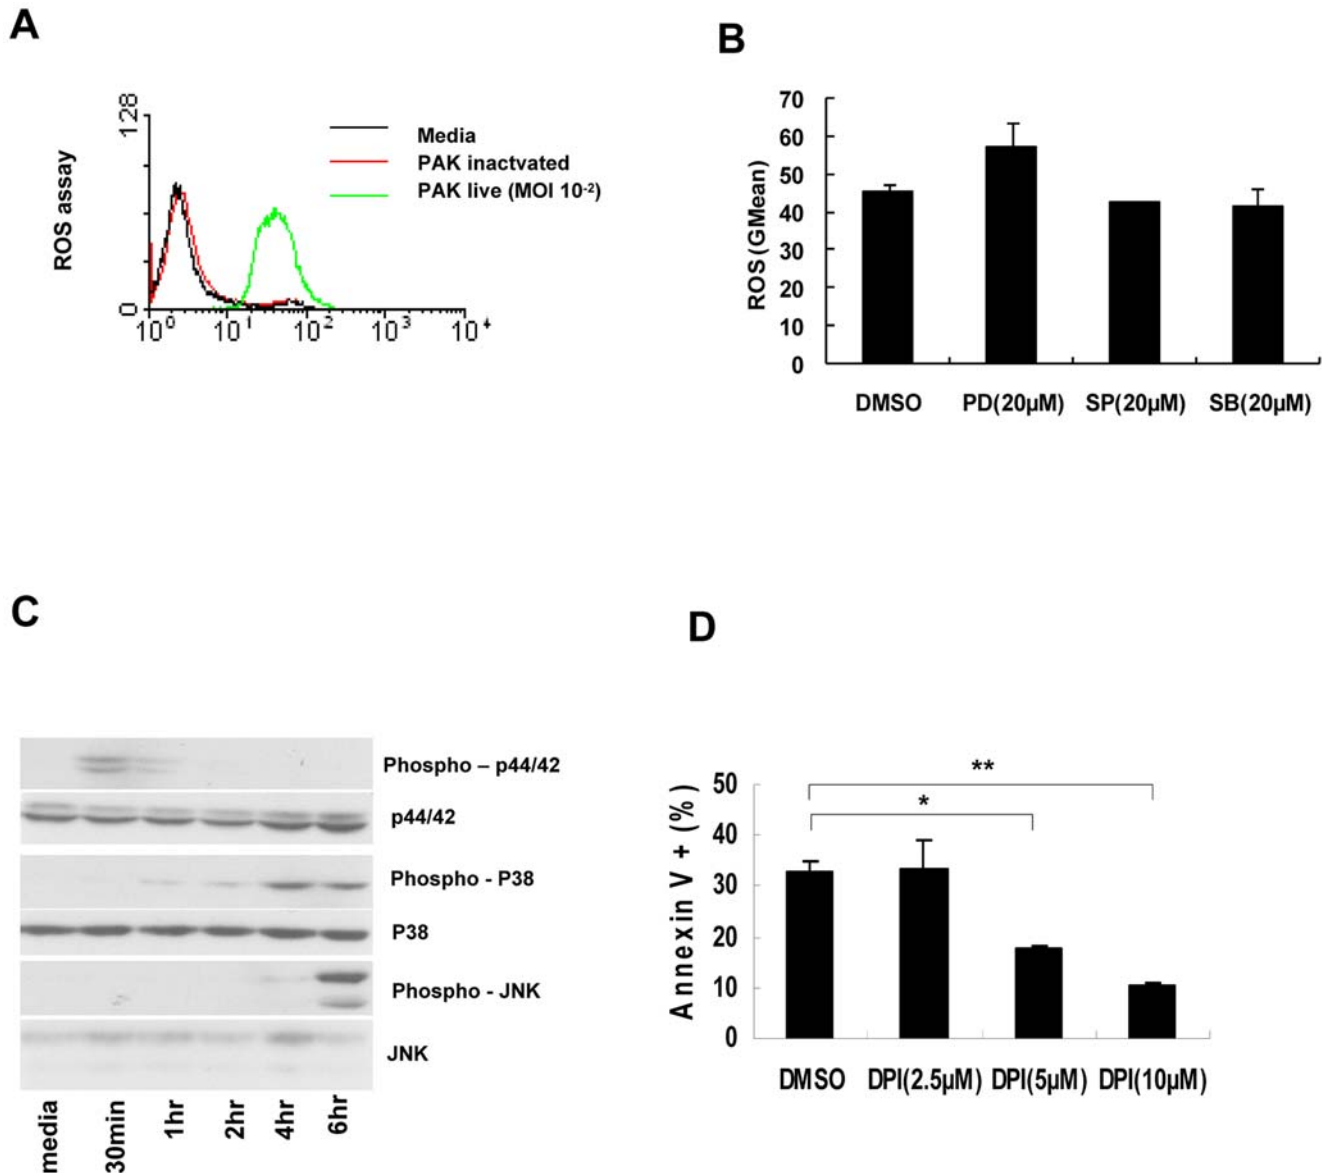 A
128
ROS assay
0
10⁰ 10¹ 10² 10³ 10⁴
Media
PAK inactvated
PAK live (MOI 10⁻²)
B
ROS (GMean)
70
60
50
40
30
20
10
0
DMSO PD(20µM) SP(20µM) SB(20µM)
C
Phospho – p44/42
p44/42
Phospho - P38
P38
Phospho - JNK
JNK
media 30min 1hr 2hr 4hr 6hr
D
Annexin V + (%)
50
40
30
20
10
0
**
*
DMSO DPI(2.5µM) DPI(5µM) DPI(10µM)